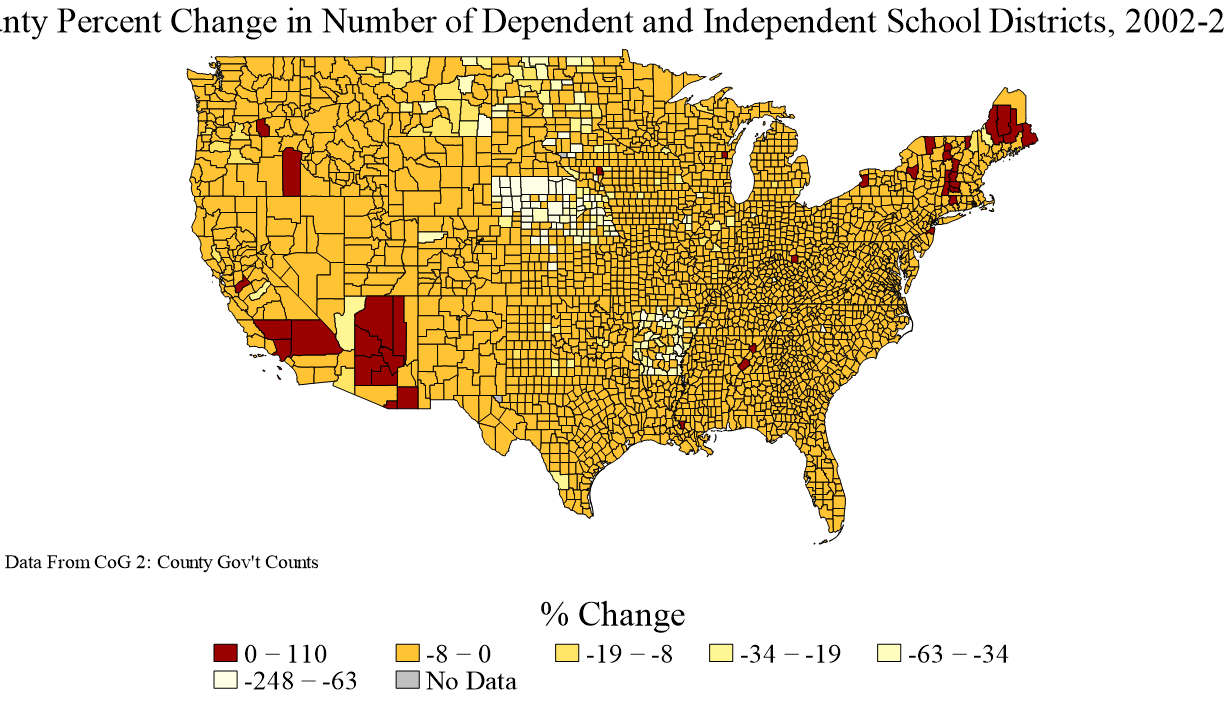 unty Percent Change in Number of Dependent and Independent School Districts, 2002-2
Data From CoG 2: County Gov't Counts
% Change
0 – 110
-8 – 0
-19 – -8
-34 – -19
-63 – -34
-248 – -63
No Data